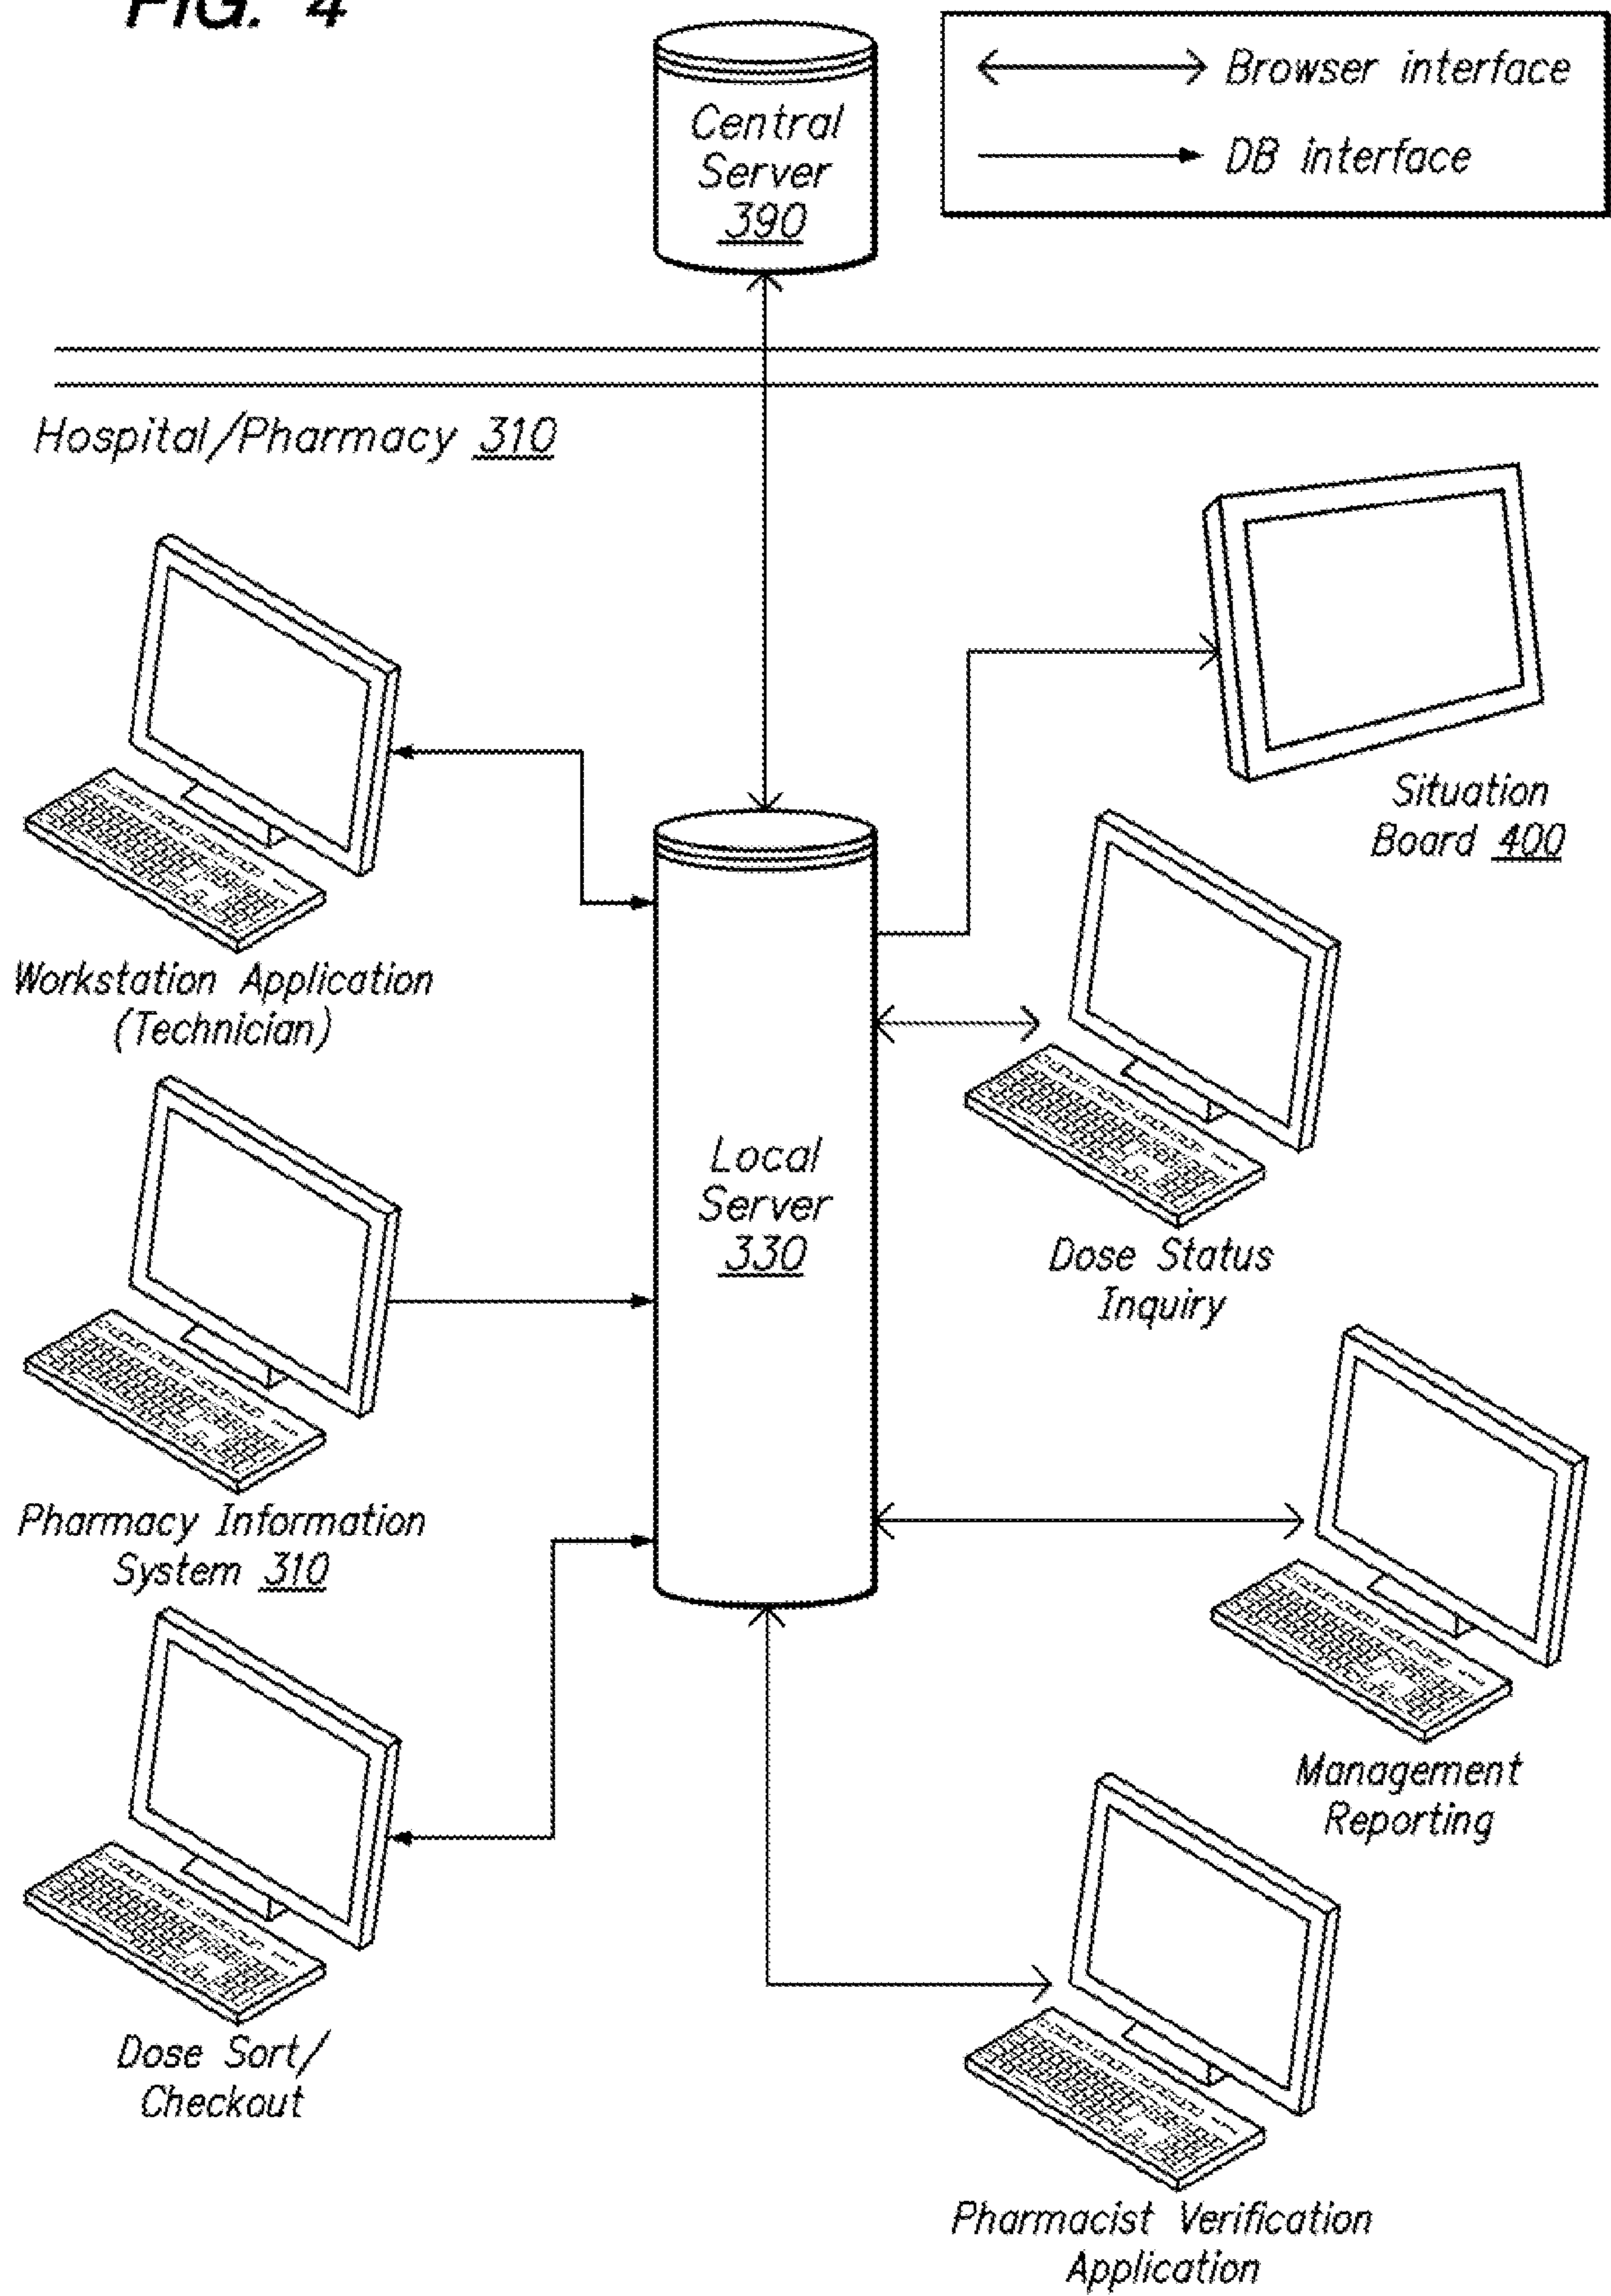 FIG. 4
Central
Server
390
Browser interface
DB interface
Hospital/Pharmacy 310
Situation
Board 400
Workstation Application
(Technician)
Local
Server
330
Dose Status
Inquiry
Pharmacy Information
System 310
Management
Reporting
Dose Sort/
Checkout
Pharmacist Verification
Application